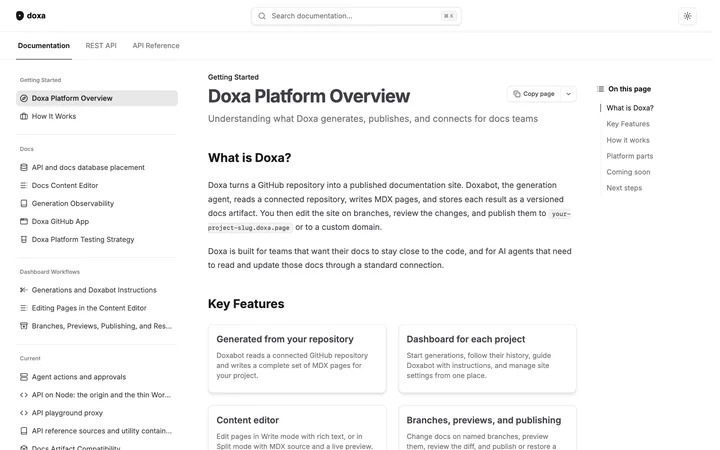 doxa
Search documentation...
⌘ K
Documentation
REST API
API Reference
Getting Started
Doxa Platform Overview
How It Works
Docs
API and docs database placement
Docs Content Editor
Generation Observability
Doxa GitHub App
Doxa Platform Testing Strategy
Dashboard Workflows
Generations and Doxabot Instructions
Editing Pages in the Content Editor
Branches, Previews, Publishing, and Res...
Current
Agent actions and approvals
API on Node: the origin and the thin Wor...
API playground proxy
API reference sources and utility contain...
Docs Artifact Compatibility
Getting Started
Doxa Platform Overview
Copy page
Understanding what Doxa generates, publishes, and connects for docs teams
What is Doxa?
Doxa turns a GitHub repository into a published documentation site. Doxabot, the generation
agent, reads a connected repository, writes MDX pages, and stores each result as a versioned
docs artifact. You then edit the site on branches, review the changes, and publish them to your-
project-slug.doxa.page or to a custom domain.
Doxa is built for teams that want their docs to stay close to the code, and for AI agents that need
to read and update those docs through a standard connection.
Key Features
Generated from your repository
Doxabot reads a connected GitHub repository
and writes a complete set of MDX pages for
your project.
Dashboard for each project
Start generations, follow their history, guide
Doxabot with instructions, and manage site
settings from one place.
Content editor
Edit pages in Write mode with rich text, or in
Split mode with MDX source and a live preview.
Branches, previews, and publishing
Change docs on named branches, preview
them, review the diff, and publish or restore a
On this page
What is Doxa?
Key Features
How it works
Platform parts
Coming soon
Next steps